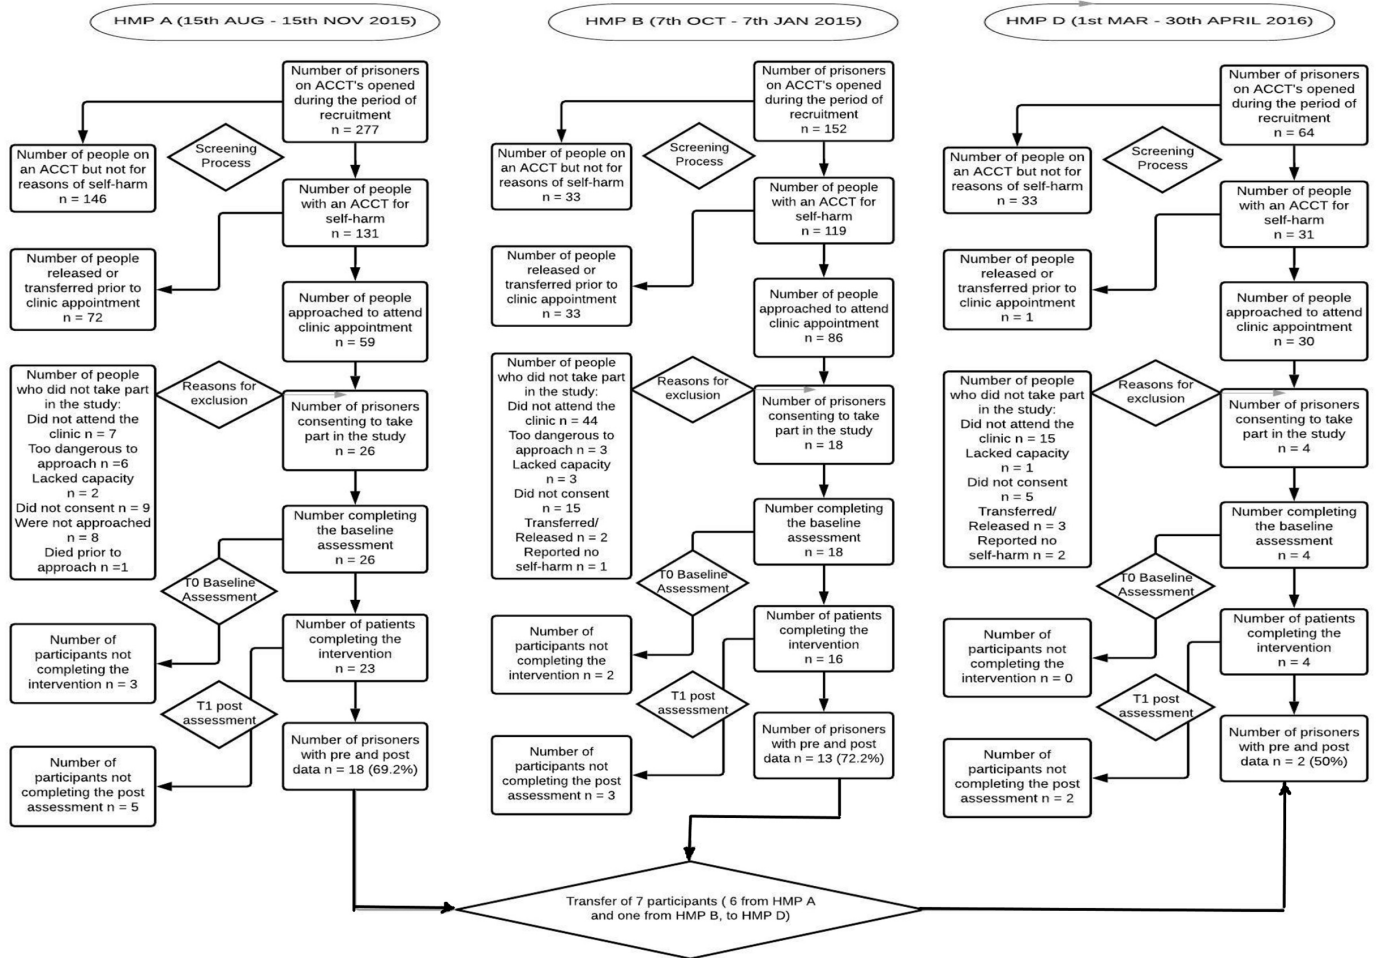 HMP A (15th AUG - 15th NOV 2015)
Number of prisoners
on ACCT's opened
during the period of
recruitment
n = 277
Screening
Process
Number of people on
an ACCT but not for
reasons of self-harm
n = 146
Number of people
with an ACCT for
self-harm
n = 131
Number of people
released or
transferred prior to
clinic appointment
n = 72
Number of people
approached to attend
clinic appointment
n = 59
Number of people
who did not take part
in the study:
Did not attend the
clinic n = 7
Too dangerous to
approach n =6
Lacked capacity
n = 2
Did not consent n = 9
Were not approached
n = 8
Died prior to
approach n =1
Reasons for
exclusion
Number of prisoners
consenting to take
part in the study
n = 26
Number completing
the baseline
assessment
n = 26
T0 Baseline
Assessment
Number of
participants not
completing the
intervention n = 3
Number of patients
completing the
intervention
n = 23
T1 post
assessment
Number of prisoners
with pre and post
data n = 18 (69.2%)
Number of
participants not
completing the post
assessment n = 5
HMP B (7th OCT - 7th JAN 2015)
Number of prisoners
on ACCT's opened
during the period of
recruitment
n = 152
Screening
Process
Number of people on
an ACCT but not for
reasons of self-harm
n = 33
Number of people
with an ACCT for
self-harm
n = 119
Number of people
released or
transferred prior to
clinic appointment
n = 33
Number of people
approached to attend
clinic appointment
n = 86
Number of people
who did not take part
in the study:
Did not attend the
clinic n = 44
Too dangerous to
approach n = 3
Lacked capacity
n = 3
Did not consent
n = 15
Transferred/
Released n = 2
Reported no
self-harm n = 1
Reasons for
exclusion
Number of prisoners
consenting to take
part in the study
n = 18
Number completing
the baseline
assessment
n = 18
T0 Baseline
Assessment
Number of
participants not
completing the
intervention n = 2
Number of patients
completing the
intervention
n = 16
T1 post
assessment
Number of prisoners
with pre and post
data n = 13 (72.2%)
Number of
participants not
completing the post
assessment n = 3
HMP D (1st MAR - 30th APRIL 2016)
Number of prisoners
on ACCT's opened
during the period of
recruitment
n = 64
Screening
Process
Number of people on
an ACCT but not for
reasons of self-harm
n = 33
Number of people
with an ACCT for
self-harm
n = 31
Number of people
released or
transferred prior to
clinic appointment
n = 1
Number of people
approached to attend
clinic appointment
n = 30
Number of people
who did not take part
in the study:
Did not attend the
clinic n = 15
Lacked capacity
n = 1
Did not consent
n = 5
Transferred/
Released n = 3
Reported no
self-harm n = 2
Reasons for
exclusion
Number of prisoners
consenting to take
part in the study
n = 4
Number completing
the baseline
assessment
n = 4
T0 Baseline
Assessment
Number of
participants not
completing the
intervention n = 0
Number of patients
completing the
intervention
n = 4
T1 post
assessment
Number of prisoners
with pre and post
data n = 2 (50%)
Number of
participants not
completing the post
assessment n = 2
Transfer of 7 participants ( 6 from HMP A
and one from HMP B, to HMP D)